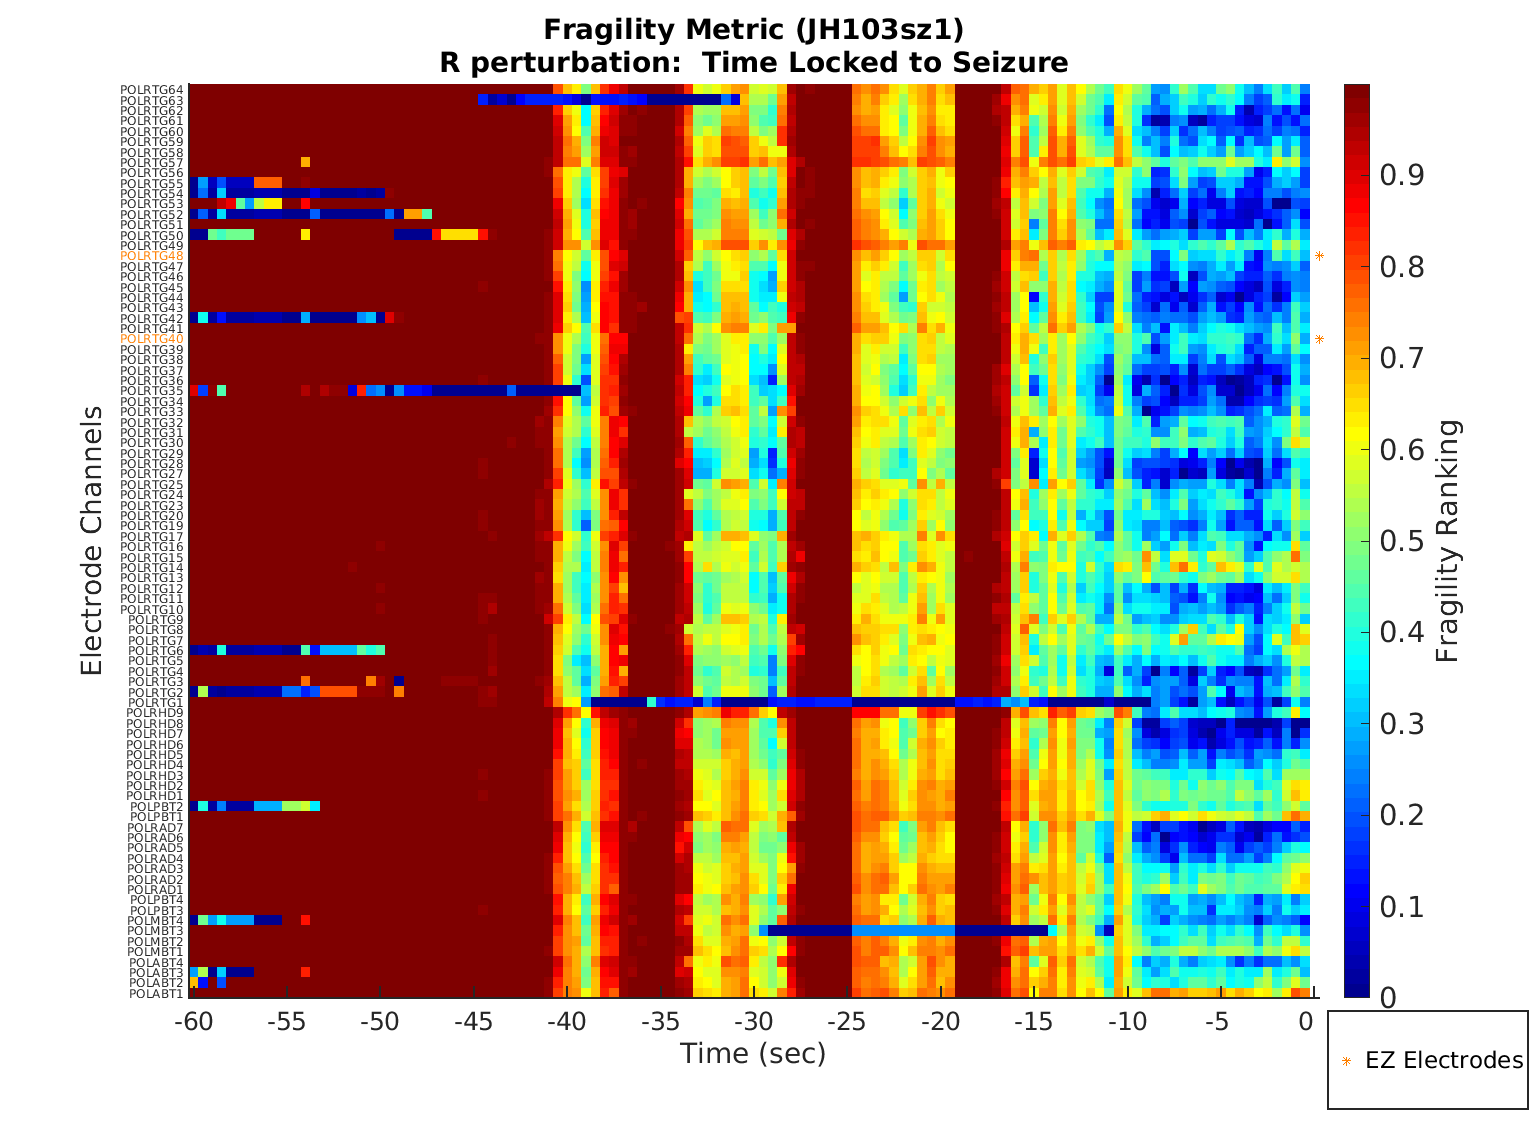 Fragility Metric (JH103sz1)
R perturbation:  Time Locked to Seizure
POLRTG64
POLRTG63
POLRTG62
POLRTG61
POLRTG60
POLRTG59
POLRTG58
POLRTG57
POLRTG56
POLRTG55
POLRTG54
POLRTG53
POLRTG52
POLRTG51
POLRTG50
POLRTG49
POLRTG48
POLRTG47
POLRTG46
POLRTG45
POLRTG44
POLRTG43
POLRTG42
POLRTG41
POLRTG40
POLRTG39
POLRTG38
POLRTG37
POLRTG36
POLRTG35
POLRTG34
POLRTG33
POLRTG32
POLRTG31
POLRTG30
POLRTG29
POLRTG28
POLRTG27
POLRTG25
POLRTG24
POLRTG23
POLRTG20
POLRTG19
POLRTG17
POLRTG16
POLRTG15
POLRTG14
POLRTG13
POLRTG12
POLRTG11
POLRTG10
POLRTG9
POLRTG8
POLRTG7
POLRTG6
POLRTG5
POLRTG4
POLRTG3
POLRTG2
POLRTG1
POLRHD9
POLRHD8
POLRHD7
POLRHD6
POLRHD5
POLRHD4
POLRHD3
POLRHD2
POLRHD1
POLPBT2
POLPBT1
POLRAD7
POLRAD6
POLRAD5
POLRAD4
POLRAD3
POLRAD2
POLRAD1
POLPBT4
POLPBT3
POLMBT4
POLMBT3
POLMBT2
POLMBT1
POLABT4
POLABT3
POLABT2
POLABT1
Electrode Channels
-60 -55 -50 -45 -40 -35 -30 -25 -20 -15 -10 -5 0
Time (sec)
0.9
0.8
0.7
0.6
0.5
0.4
0.3
0.2
0.1
0
Fragility Ranking
EZ Electrodes